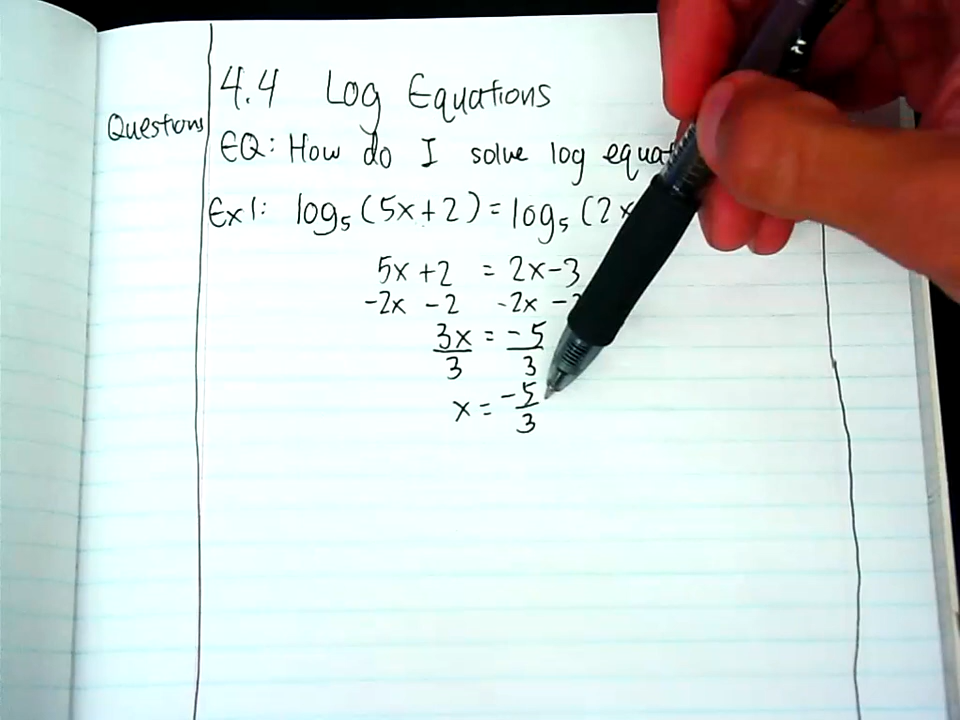 4.4 Log Equations
Questions
EQ: How do I solve log
Ex1: log₅(5x+2)=log₅(2x
5x+2 = 2x-3
-2x -2 -2x -2
3x = -5
3 3
x = -5
3